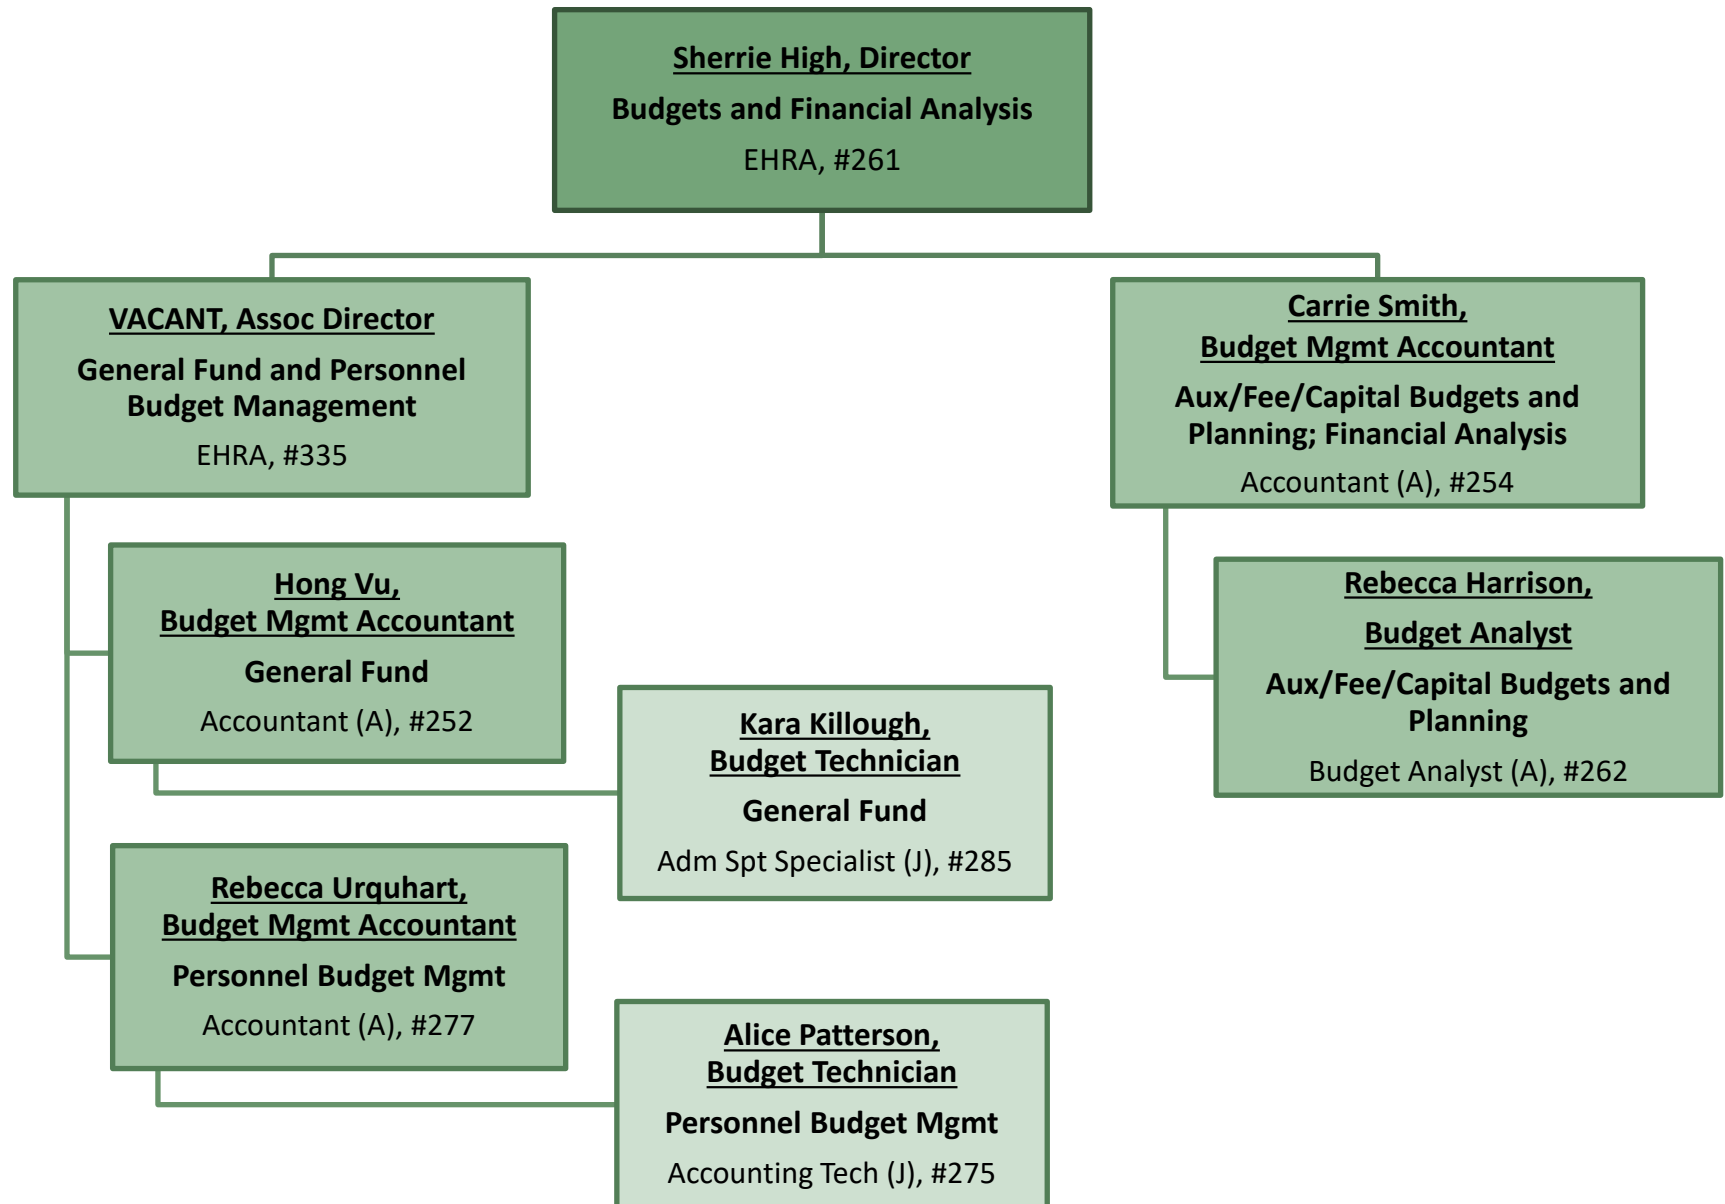 Sherrie High, Director
Budgets and Financial Analysis
EHRA, #261
VACANT, Assoc Director
General Fund and Personnel
Budget Management
EHRA, #335
Carrie Smith,
Budget Mgmt Accountant
Aux/Fee/Capital Budgets and
Planning; Financial Analysis
Accountant (A), #254
Hong Vu,
Budget Mgmt Accountant
General Fund
Accountant (A), #252
Rebecca Harrison,
Budget Analyst
Aux/Fee/Capital Budgets and
Planning
Budget Analyst (A), #262
Kara Killough,
Budget Technician
General Fund
Adm Spt Specialist (J), #285
Rebecca Urquhart,
Budget Mgmt Accountant
Personnel Budget Mgmt
Accountant (A), #277
Alice Patterson,
Budget Technician
Personnel Budget Mgmt
Accounting Tech (J), #275